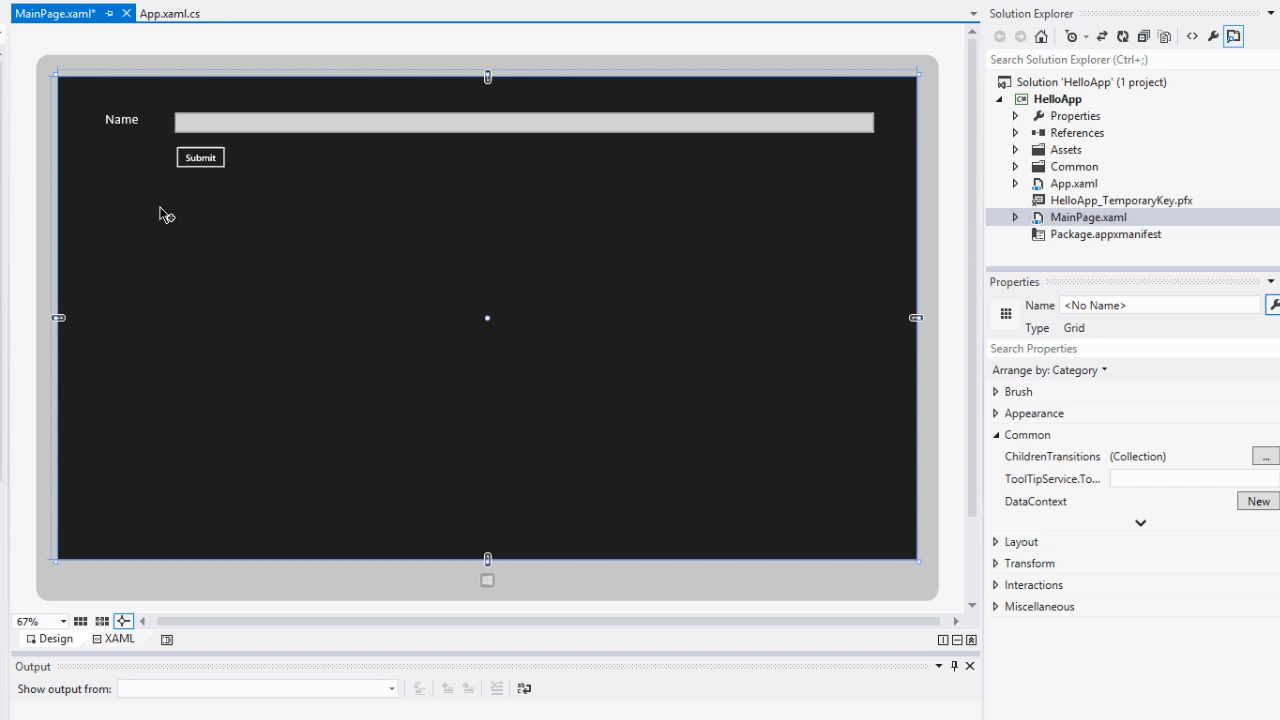 MainPage.xaml*
App.xaml.cs
Name
Submit
67%
Design
XAML
Output
Show output from:
Solution Explorer
Search Solution Explorer (Ctrl+;)
Solution 'HelloApp' (1 project)
HelloApp
Properties
References
Assets
Common
App.xaml
HelloApp_TemporaryKey.pfx
MainPage.xaml
Package.appxmanifest
Properties
Name <No Name>
Type Grid
Search Properties
Arrange by: Category
Brush
Appearance
Common
ChildrenTransitions (Collection) ...
ToolTipService.To...
DataContext New
Layout
Transform
Interactions
Miscellaneous